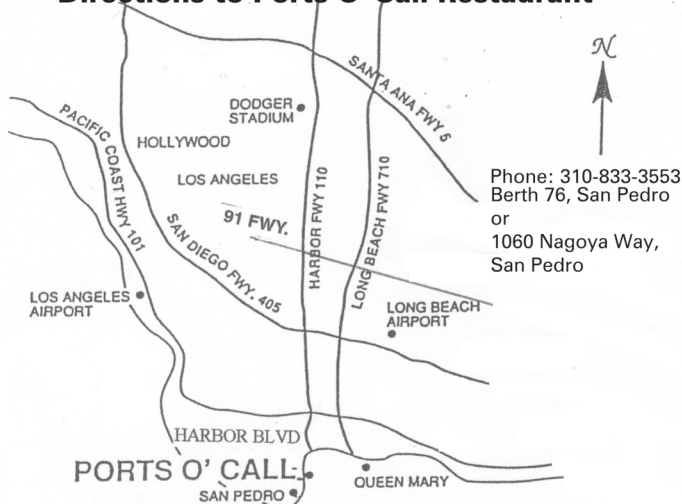 Directions to Ports O' Call Restaurant
N
SANTA ANA FWY 5
DODGER
STADIUM
PACIFIC COAST HWY 101
HOLLYWOOD
LOS ANGELES
Phone: 310-833-3553
Berth 76, San Pedro
or
1060 Nagoya Way,
San Pedro
91 FWY.
HARBOR FWY 110
LONG BEACH FWY 710
SAN DIEGO FWY. 405
LOS ANGELES
AIRPORT
LONG BEACH
AIRPORT
HARBOR BLVD
PORTS O' CALL
QUEEN MARY
SAN PEDRO